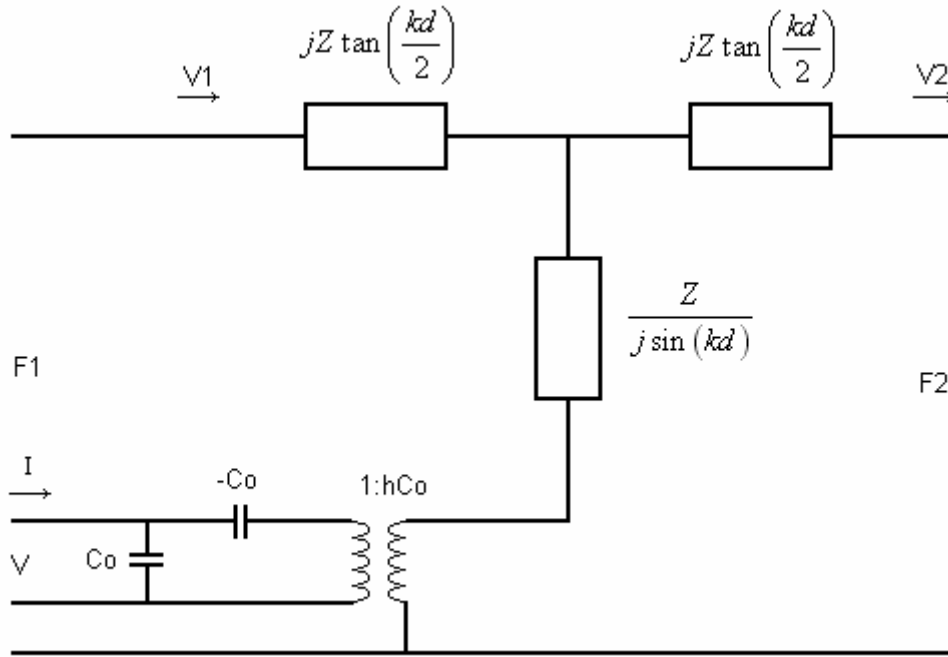 jZ tan(kd/2)
jZ tan(kd/2)
V1
V2
Z/(j sin(kd))
F1
F2
I
-Co
1:hCo
V
Co